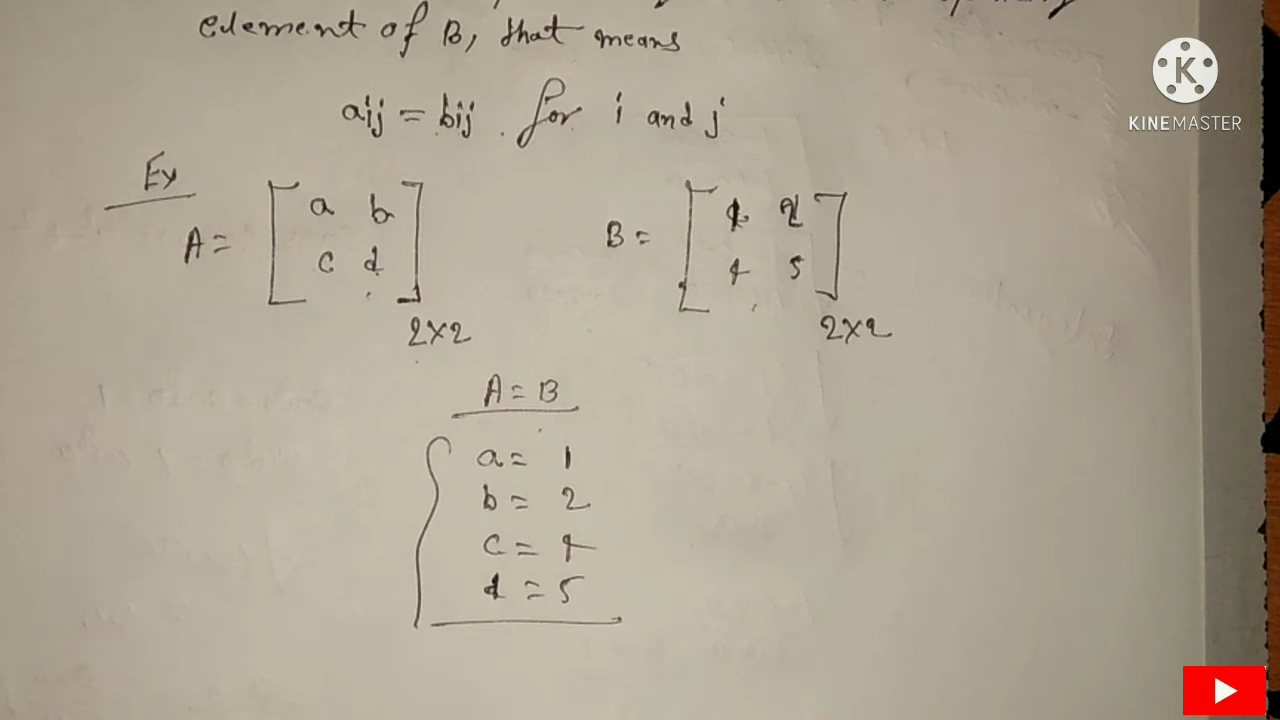 element of B, that means
aij = bij . for i and j
Ex
A = [ a b
c d ] 2×2
B = [ 1 2
4 5 ] 2×2
A = B
a = 1
b = 2
c = 4
d = 5
K
KINEMASTER